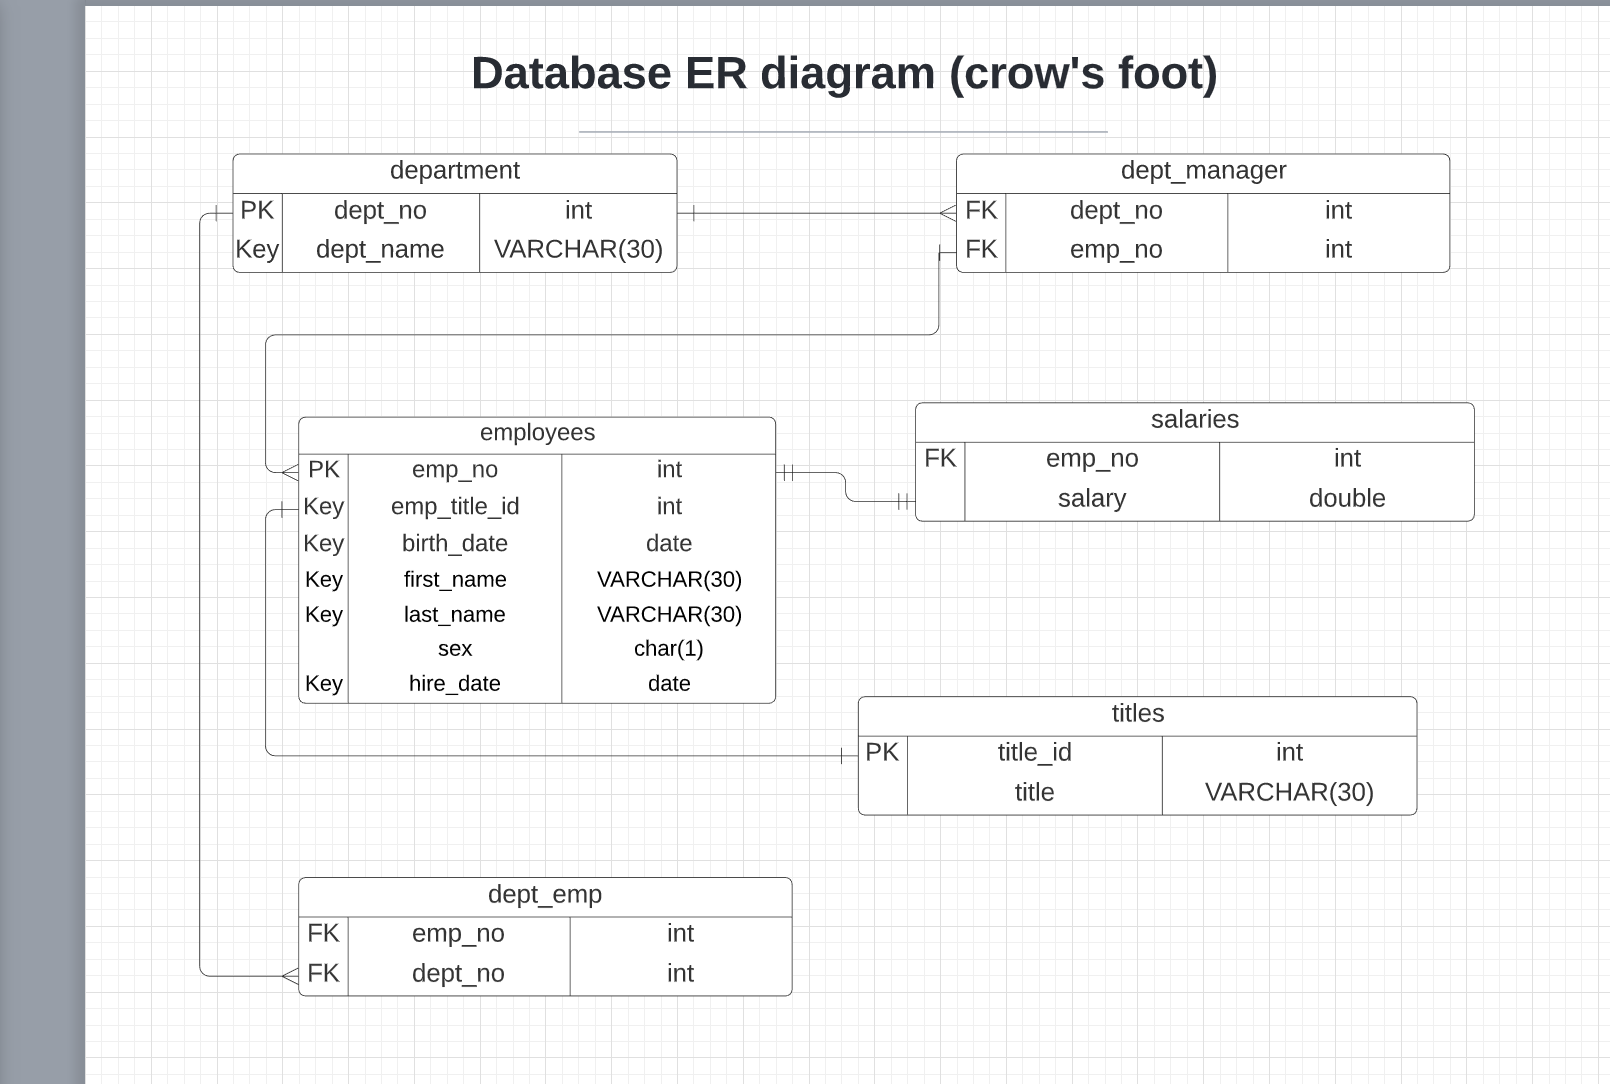 Database ER diagram (crow's foot)
department
PK dept_no int
Key dept_name VARCHAR(30)
dept_manager
FK dept_no int
FK emp_no int
employees
PK emp_no int
Key emp_title_id int
Key birth_date date
Key first_name VARCHAR(30)
Key last_name VARCHAR(30)
sex char(1)
Key hire_date date
salaries
FK emp_no int
salary double
titles
PK title_id int
title VARCHAR(30)
dept_emp
FK emp_no int
FK dept_no int